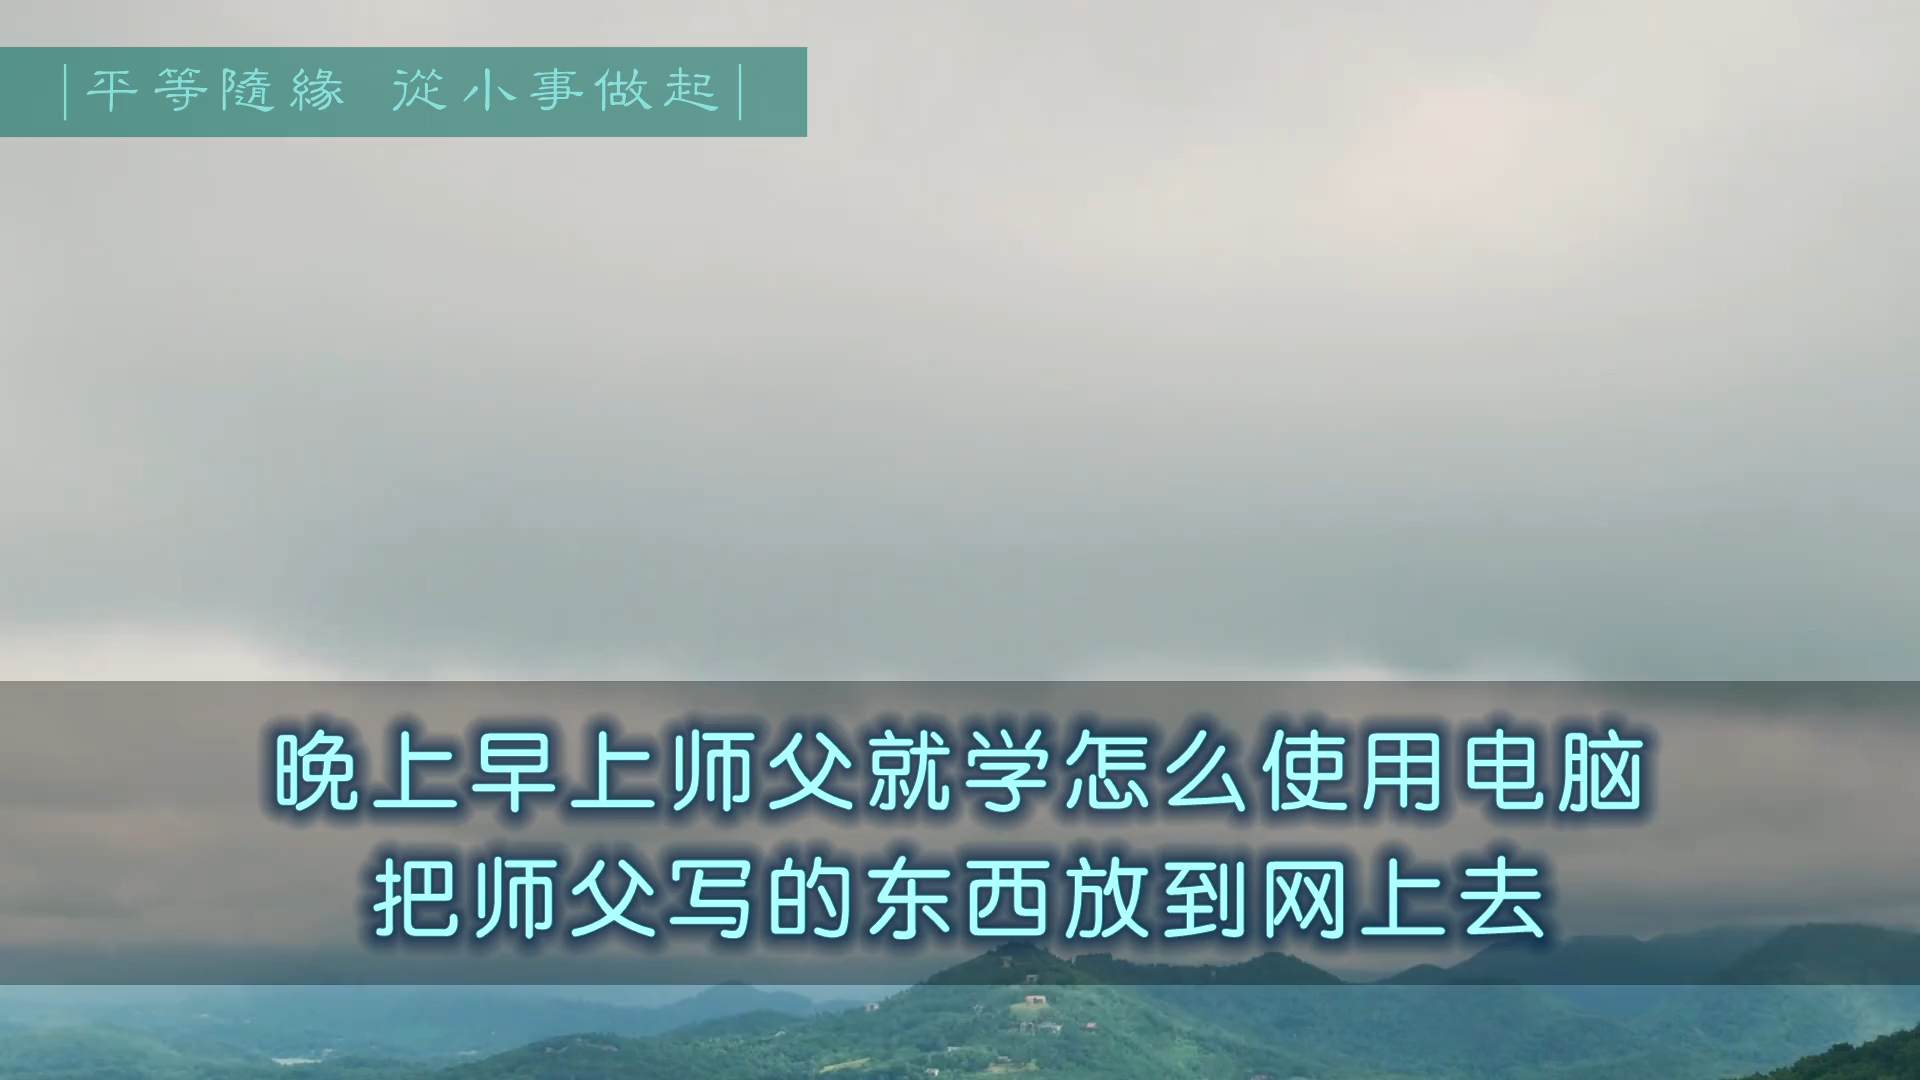 |平等隨緣 從小事做起|
晚上早上师父就学怎么使用电脑
把师父写的东西放到网上去